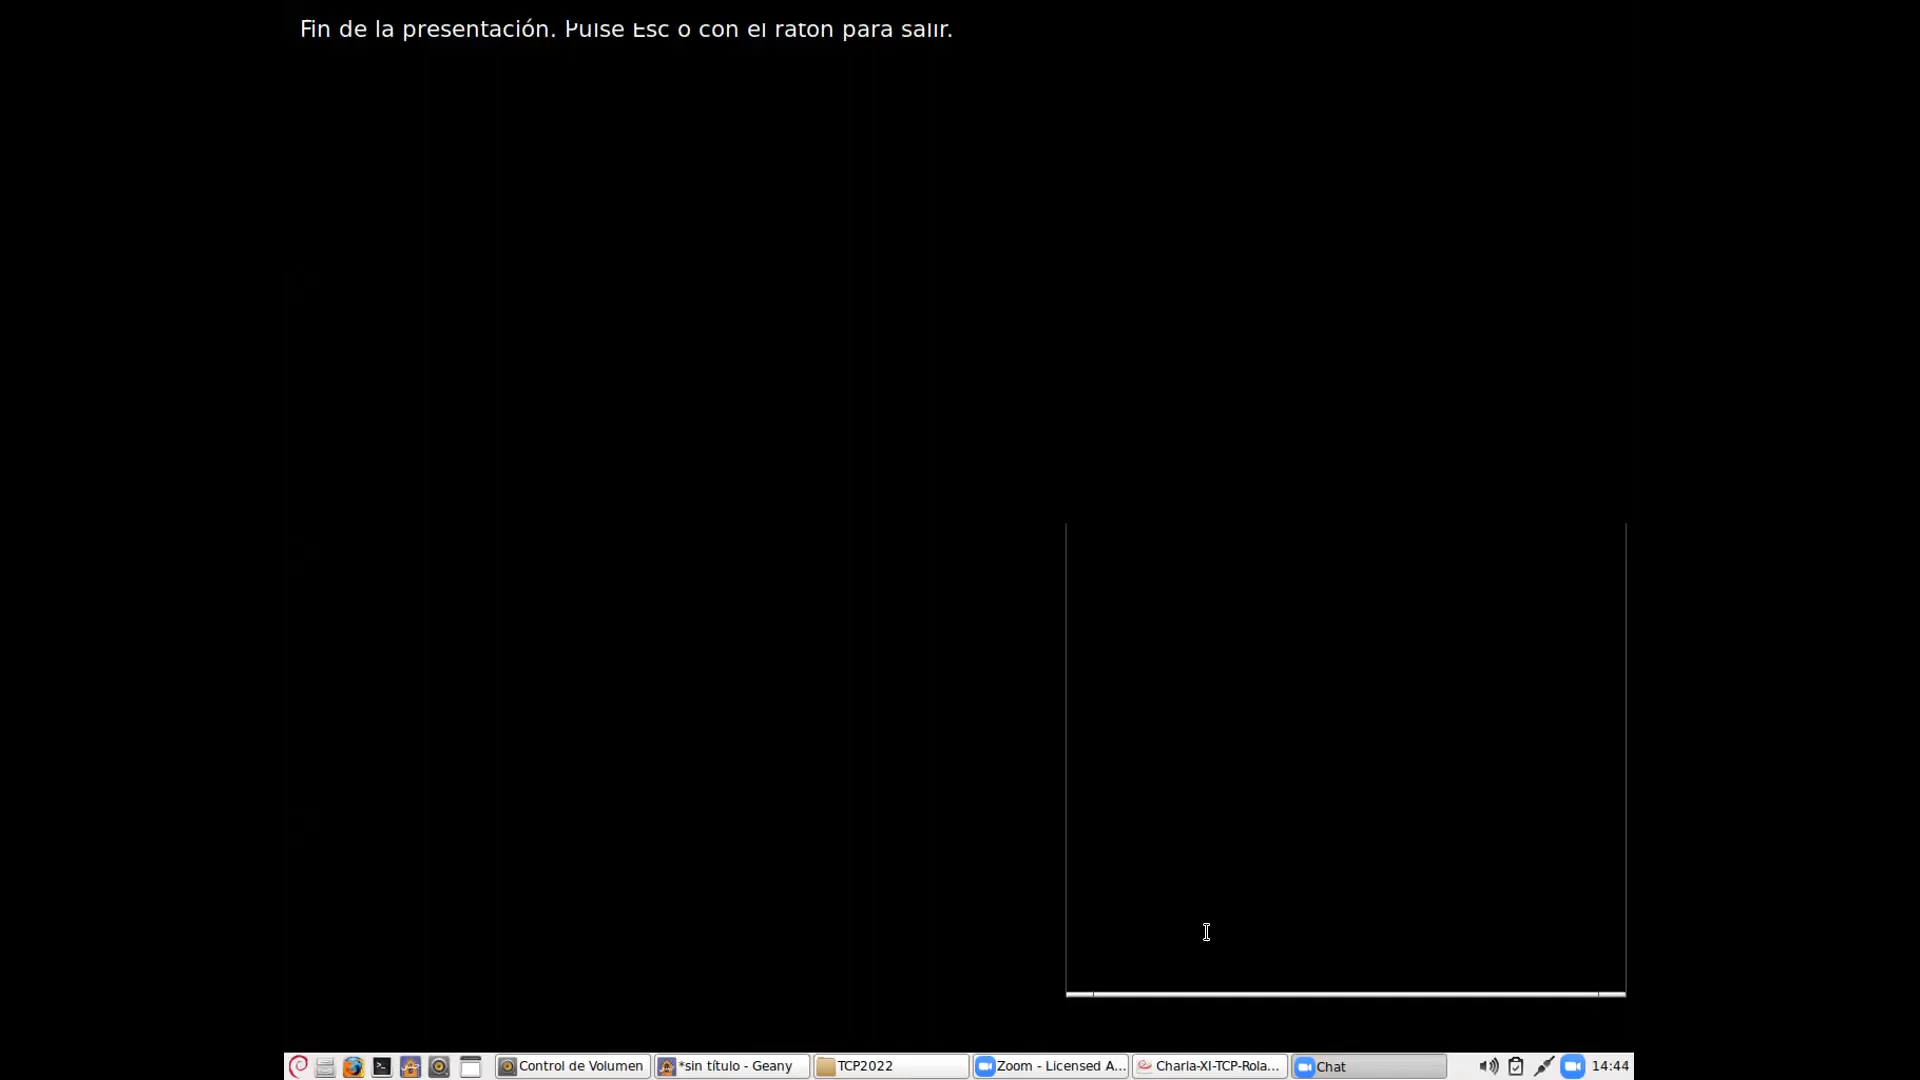 Fin de la presentación. Pulse Esc o con el ratón para salir.
Control de Volumen
*sin título - Geany
TCP2022
Zoom - Licensed A...
Charla-XI-TCP-Rola...
Chat
14:44